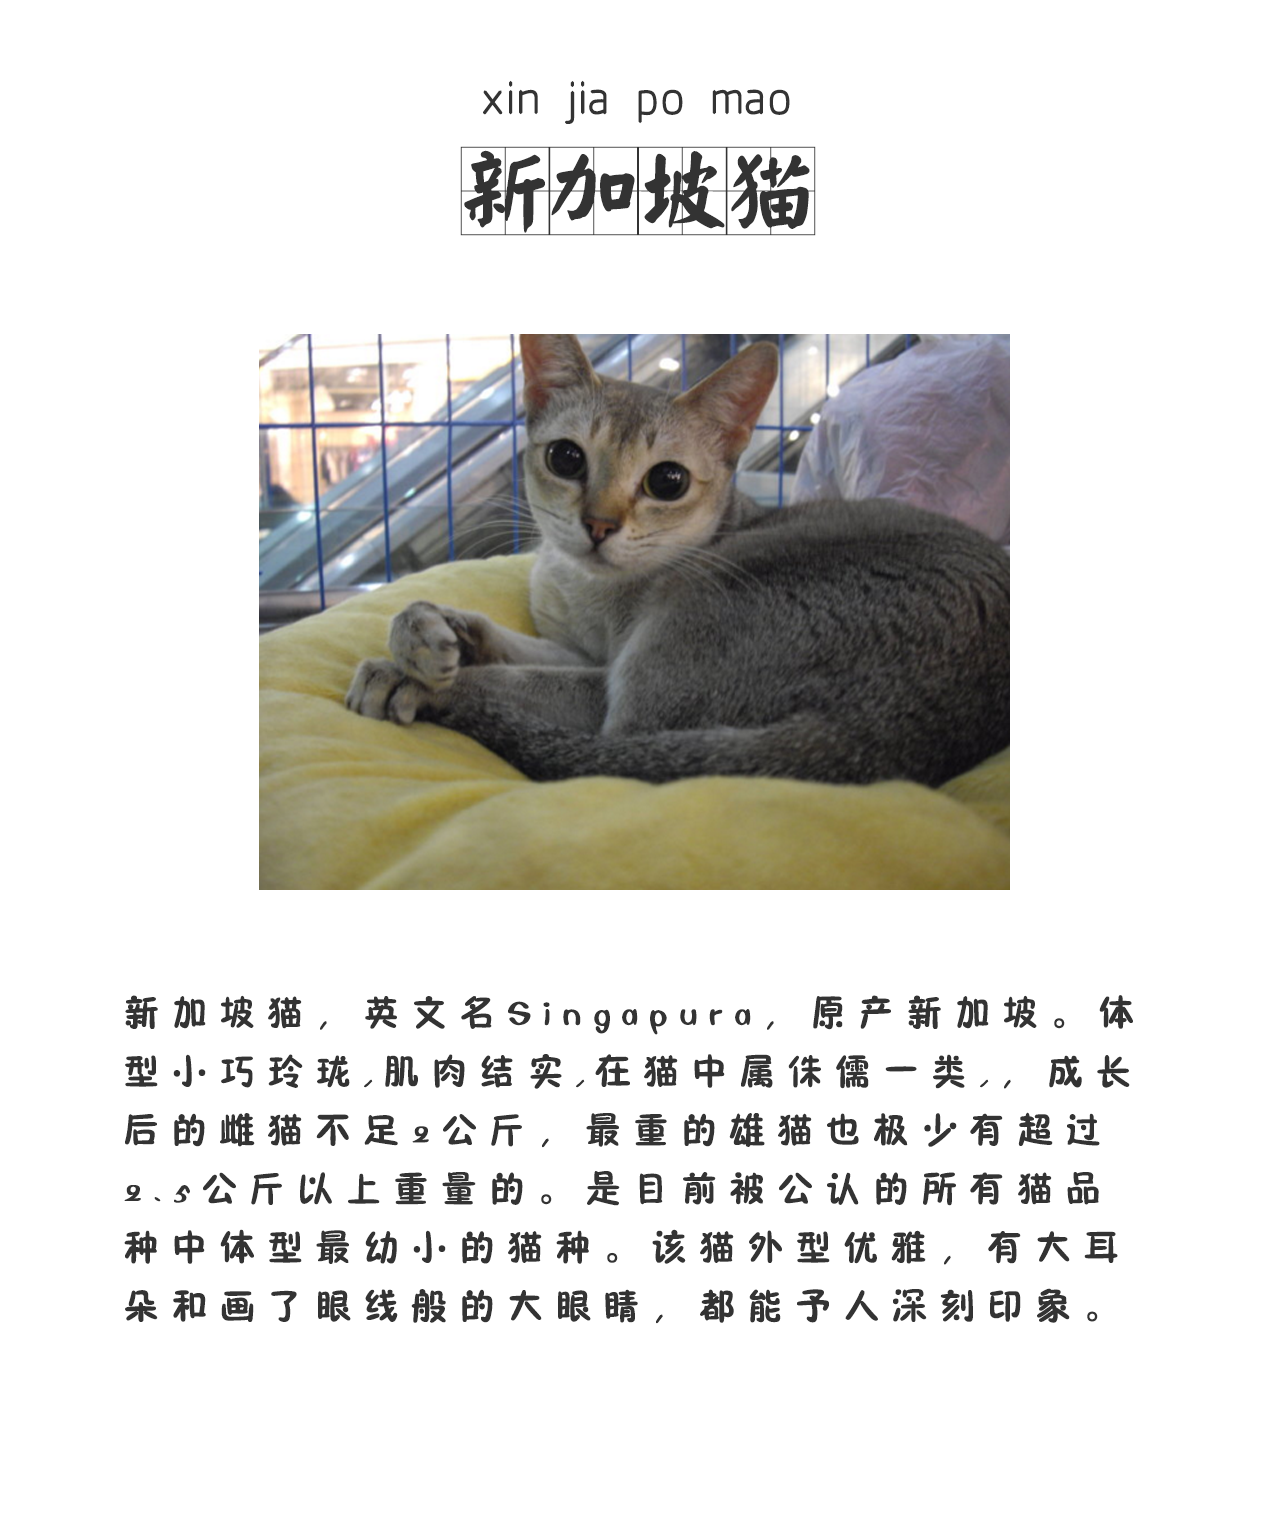 xin jia po mao
新加坡猫
新加坡猫，英文名Singapura，原产新加坡。体
型小巧玲珑,肌肉结实,在猫中属侏儒一类,，成长
后的雌猫不足2公斤，最重的雄猫也极少有超过
2.5公斤以上重量的。是目前被公认的所有猫品
种中体型最幼小的猫种。该猫外型优雅，有大耳
朵和画了眼线般的大眼睛，都能予人深刻印象。